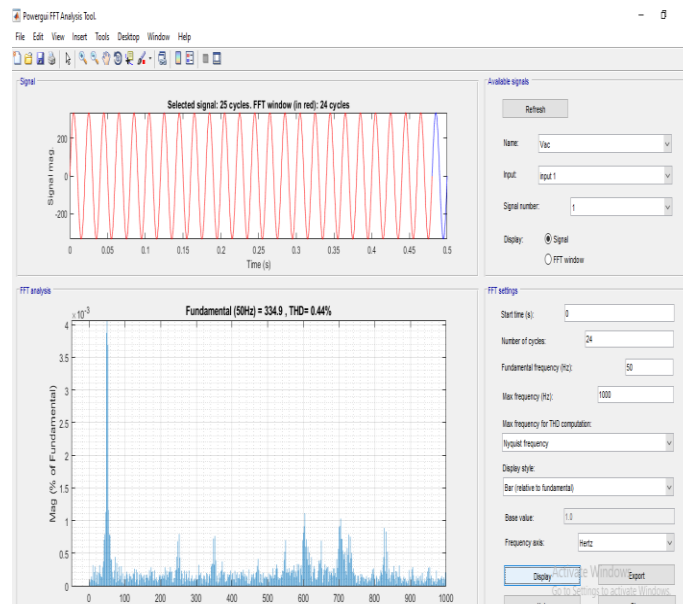 Powergui FFT Analysis Tool.
File Edit View Insert Tools Desktop Window Help
Signal
Selected signal: 25 cycles. FFT window (in red): 24 cycles
Signal mag.
200
0
-200
0 0.05 0.1 0.15 0.2 0.25 0.3 0.35 0.4 0.45 0.5
Time (s)
Available signals
Refresh
Name: Vac
Input: input 1
Signal number: 1
Display: Signal
FFT window
FFT analysis
×10^-3
Fundamental (50Hz) = 334.9 , THD= 0.44%
Mag (% of Fundamental)
4
3.5
3
2.5
2
1.5
1
0.5
0
0 100 200 300 400 500 600 700 800 900 1000
FFT settings
Start time (s): 0
Number of cycles: 24
Fundamental frequency (Hz): 50
Max frequency (Hz): 1000
Max frequency for THD computation:
Nyquist frequency
Display style:
Bar (relative to fundamental)
Base value: 1.0
Frequency axis: Hertz
Activate Windows
Display Export
Go to Settings to activate Windows.